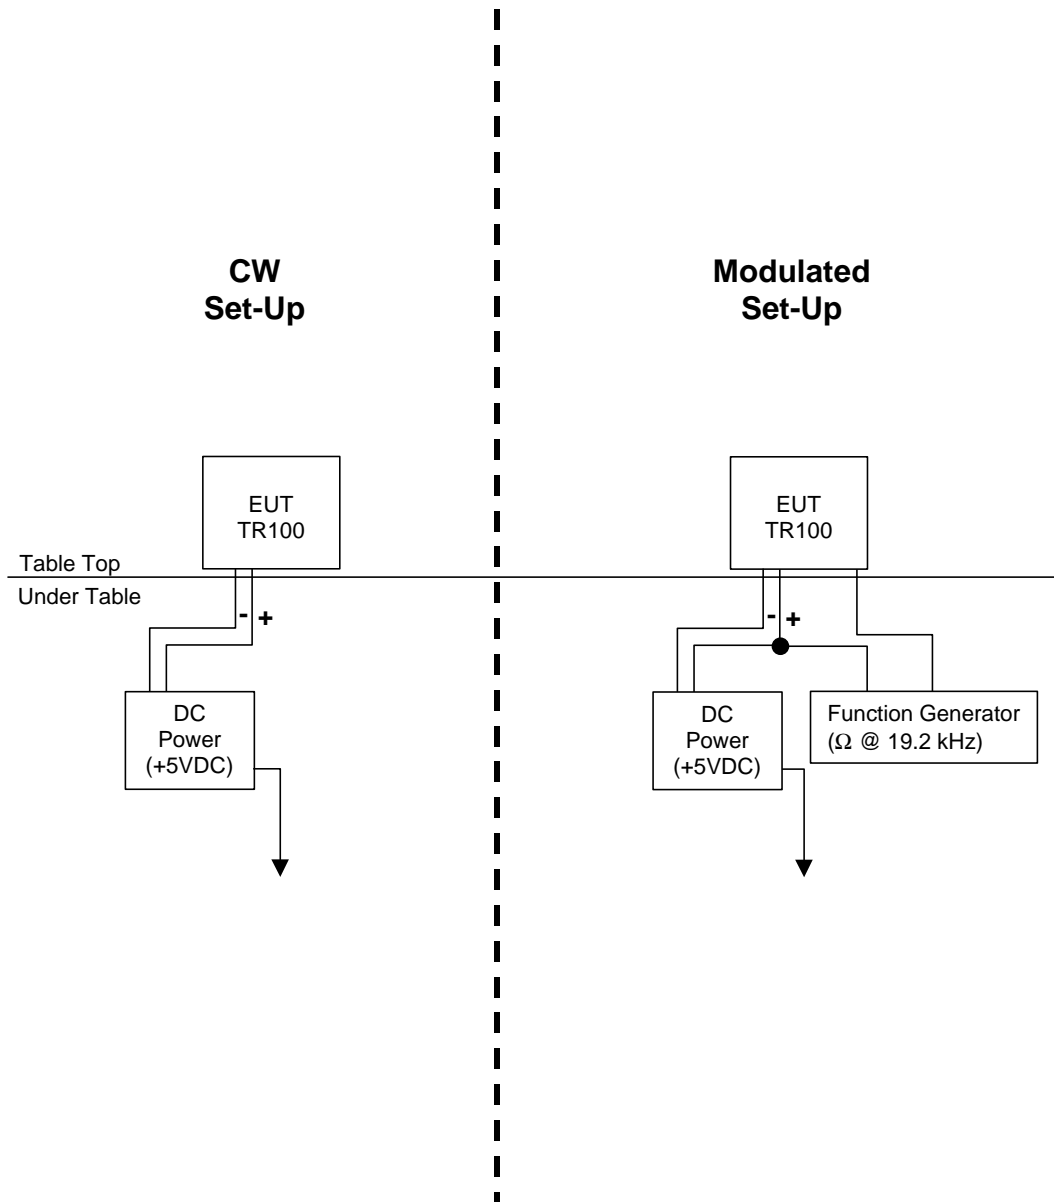 CW
Set-Up
Modulated
Set-Up
EUT
TR100
EUT
TR100
Table Top
Under Table
- +
- +
DC
Power
(+5VDC)
DC
Power
(+5VDC)
Function Generator
(Ω @ 19.2 kHz)